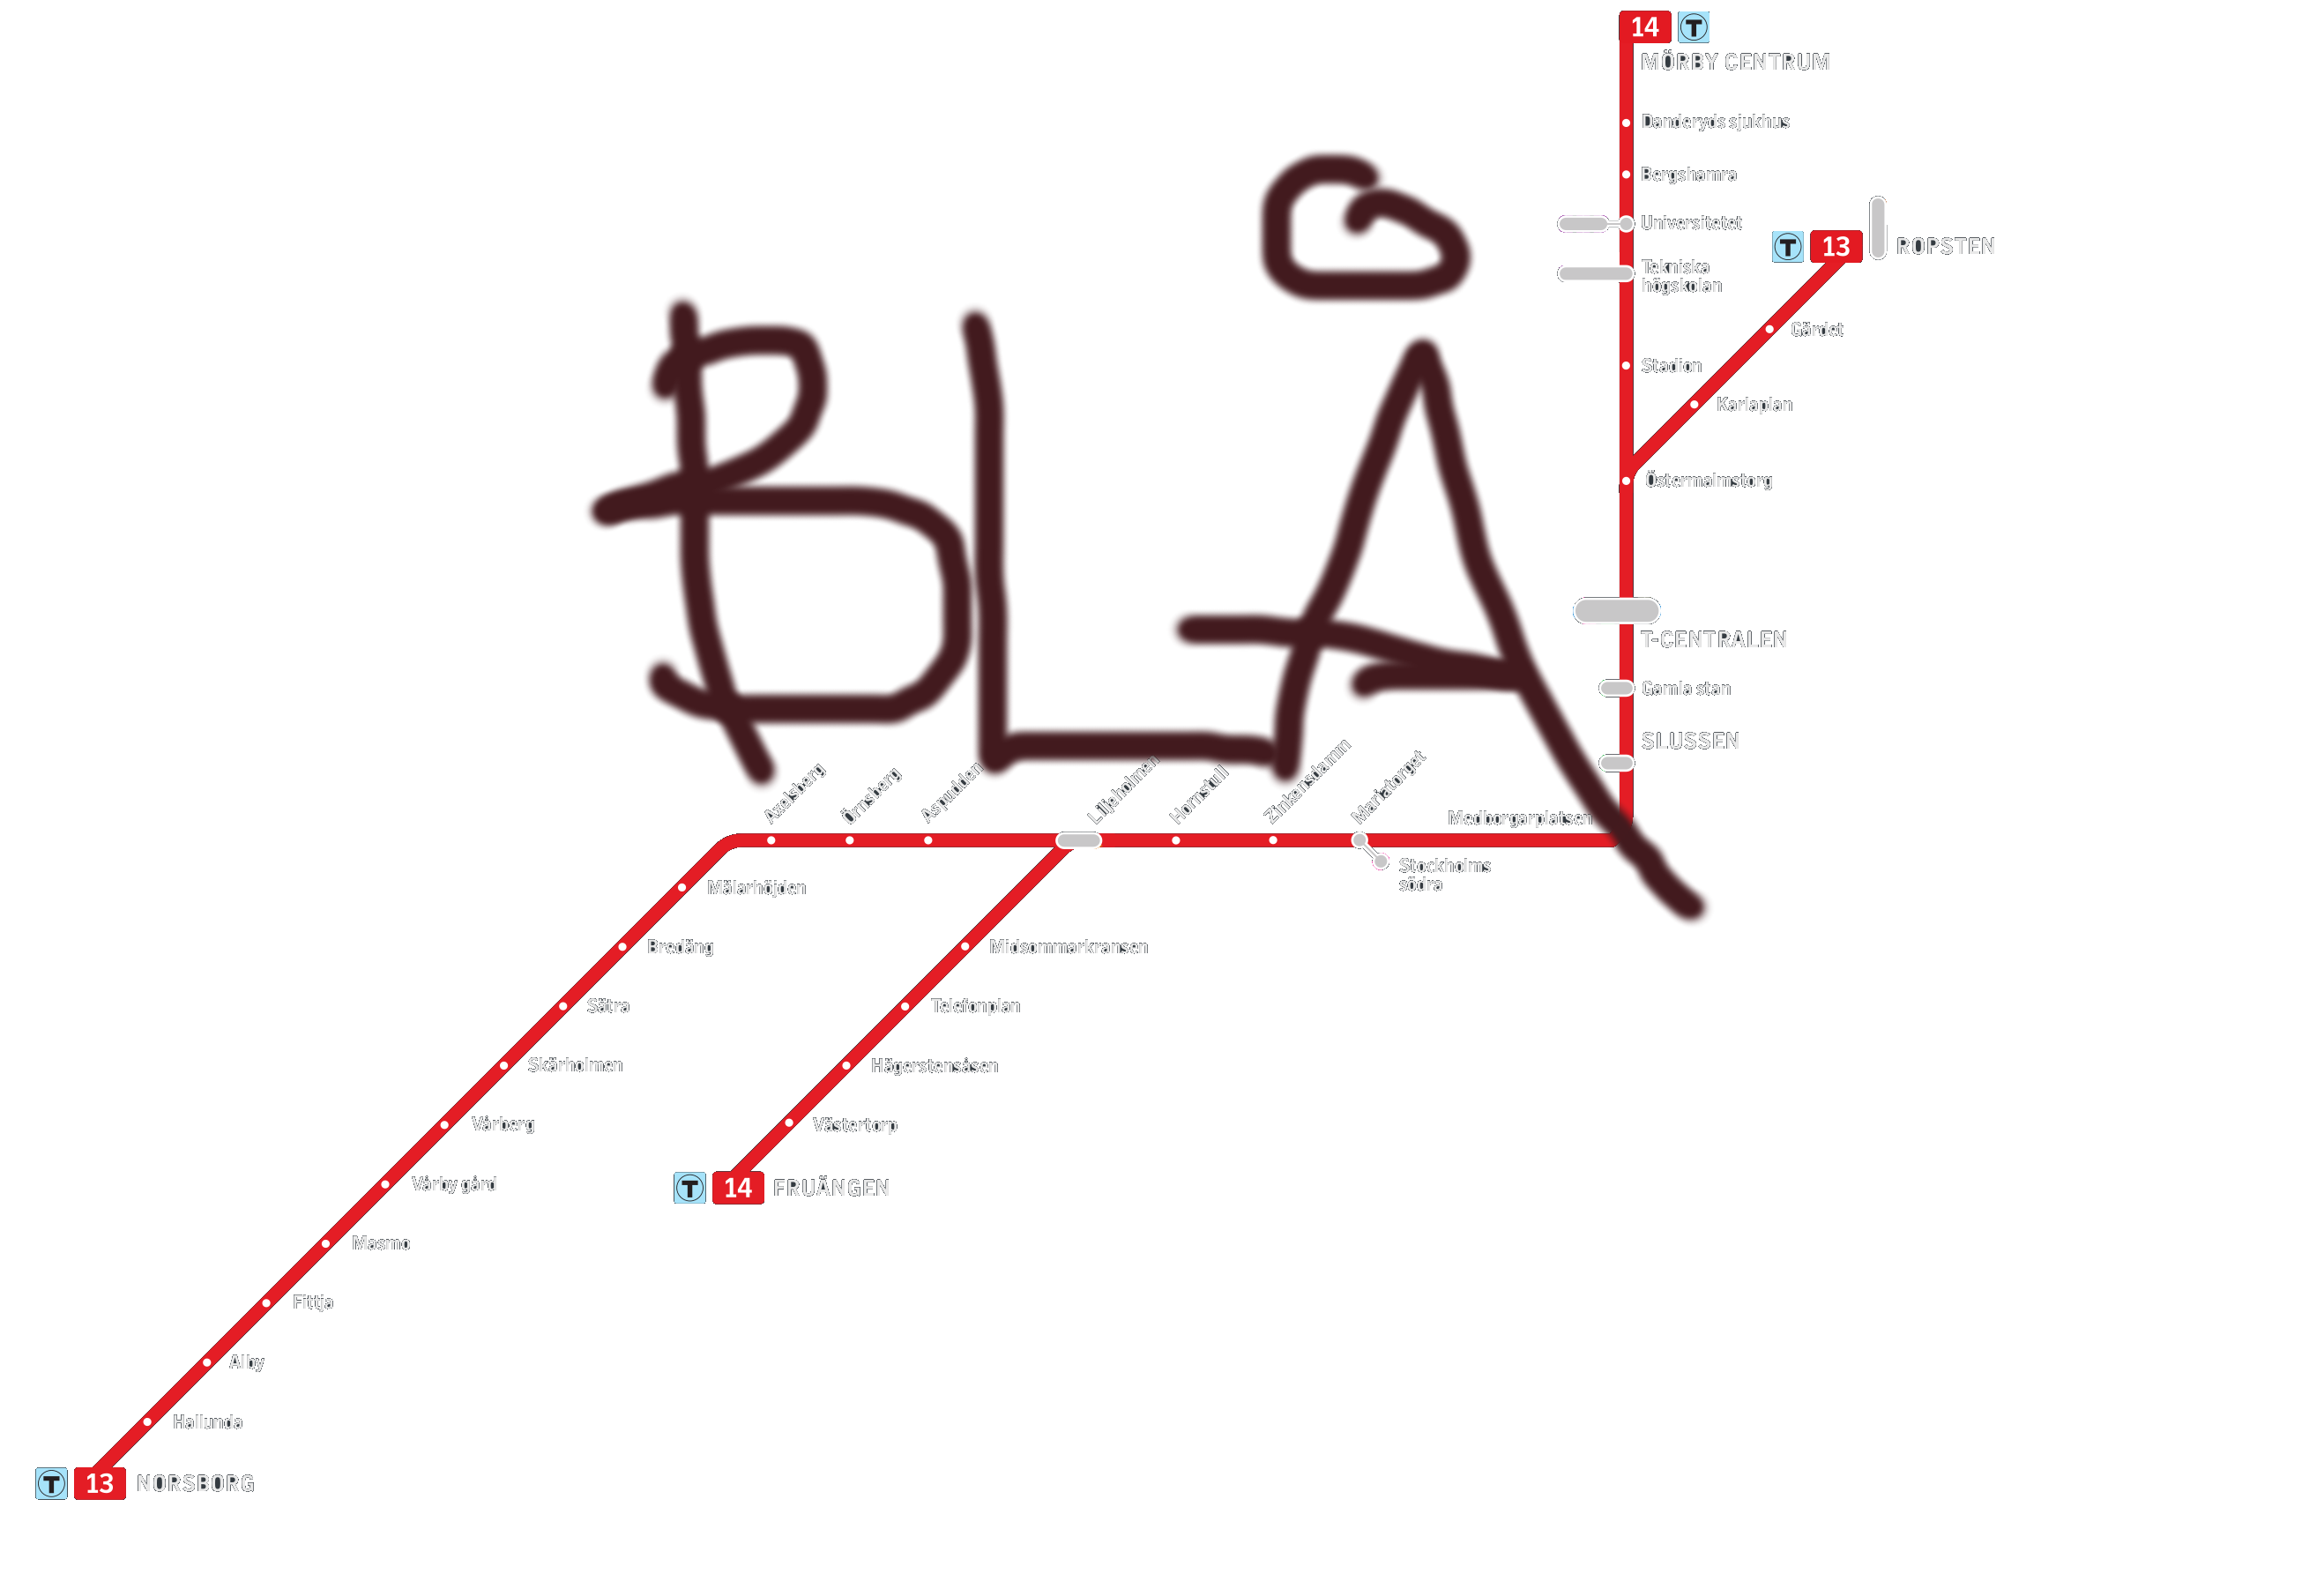 14 T
MÖRBY CENTRUM
Danderyds sjukhus
Bergshamra
Universitetet
T 13 ROPSTEN
Tekniska
högskolan
Gärdet
Stadion
Karlaplan
Östermalmstorg
BLÅ
T-CENTRALEN
Gamla stan
SLUSSEN
Axelsberg
Örnsberg
Aspudden
Liljeholmen
Hornstull
Zinkensdamm
Mariatorget
Medborgarplatsen
Stockholms
södra
Mälarhöjden
Bredäng
Midsommarkransen
Sätra
Telefonplan
Skärholmen
Hägerstensåsen
Vårberg
Västertorp
Vårby gård
T 14 FRUÄNGEN
Masmo
Fittja
Alby
Hallunda
T 13 NORSBORG